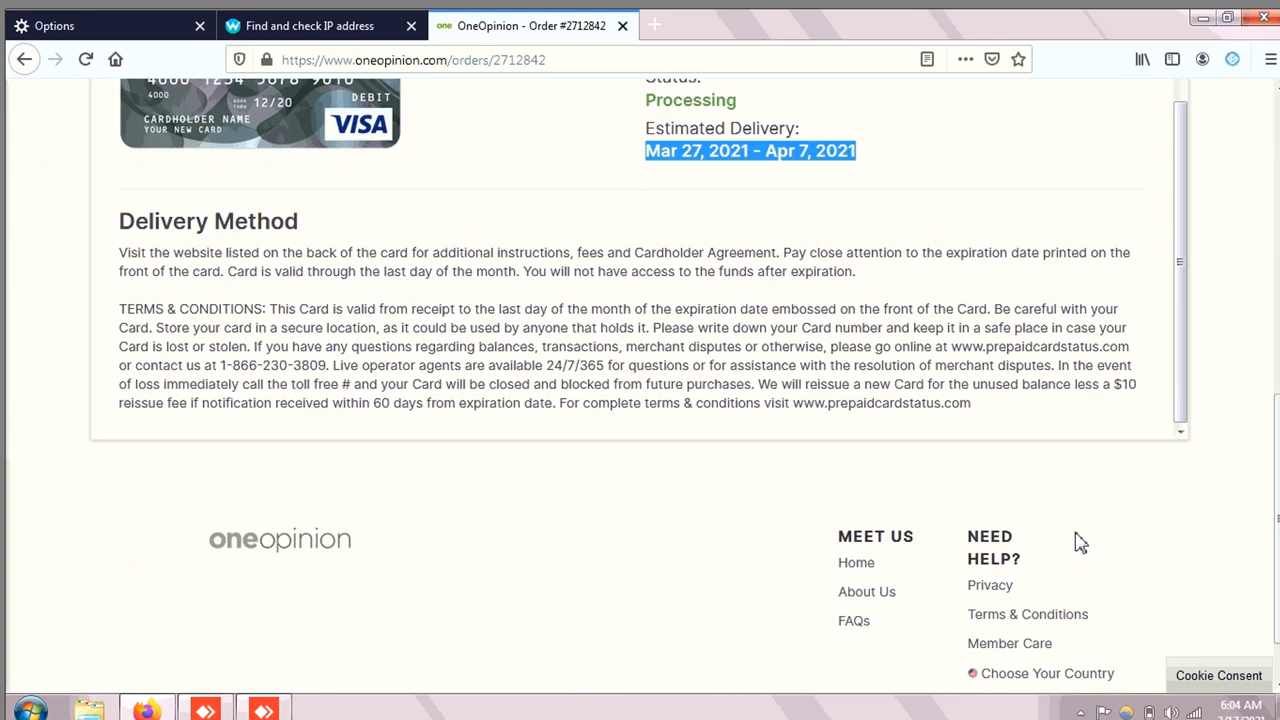 Options
Find and check IP address
OneOpinion - Order #2712842
https://www.oneopinion.com/orders/2712842
4000 1234 5678 9010
4000
GOOD THRU 12/20
DEBIT
CARDHOLDER NAME
YOUR NEW CARD
VISA
Status:
Processing
Estimated Delivery:
Mar 27, 2021 - Apr 7, 2021
Delivery Method
Visit the website listed on the back of the card for additional instructions, fees and Cardholder Agreement. Pay close attention to the expiration date printed on the
front of the card. Card is valid through the last day of the month. You will not have access to the funds after expiration.
TERMS & CONDITIONS: This Card is valid from receipt to the last day of the month of the expiration date embossed on the front of the Card. Be careful with your
Card. Store your card in a secure location, as it could be used by anyone that holds it. Please write down your Card number and keep it in a safe place in case your
Card is lost or stolen. If you have any questions regarding balances, transactions, merchant disputes or otherwise, please go online at www.prepaidcardstatus.com
or contact us at 1-866-230-3809. Live operator agents are available 24/7/365 for questions or for assistance with the resolution of merchant disputes. In the event
of loss immediately call the toll free # and your Card will be closed and blocked from future purchases. We will reissue a new Card for the unused balance less a $10
reissue fee if notification received within 60 days from expiration date. For complete terms & conditions visit www.prepaidcardstatus.com
oneopinion
MEET US
Home
About Us
FAQs
NEED
HELP?
Privacy
Terms & Conditions
Member Care
Choose Your Country
Cookie Consent
6:04 AM